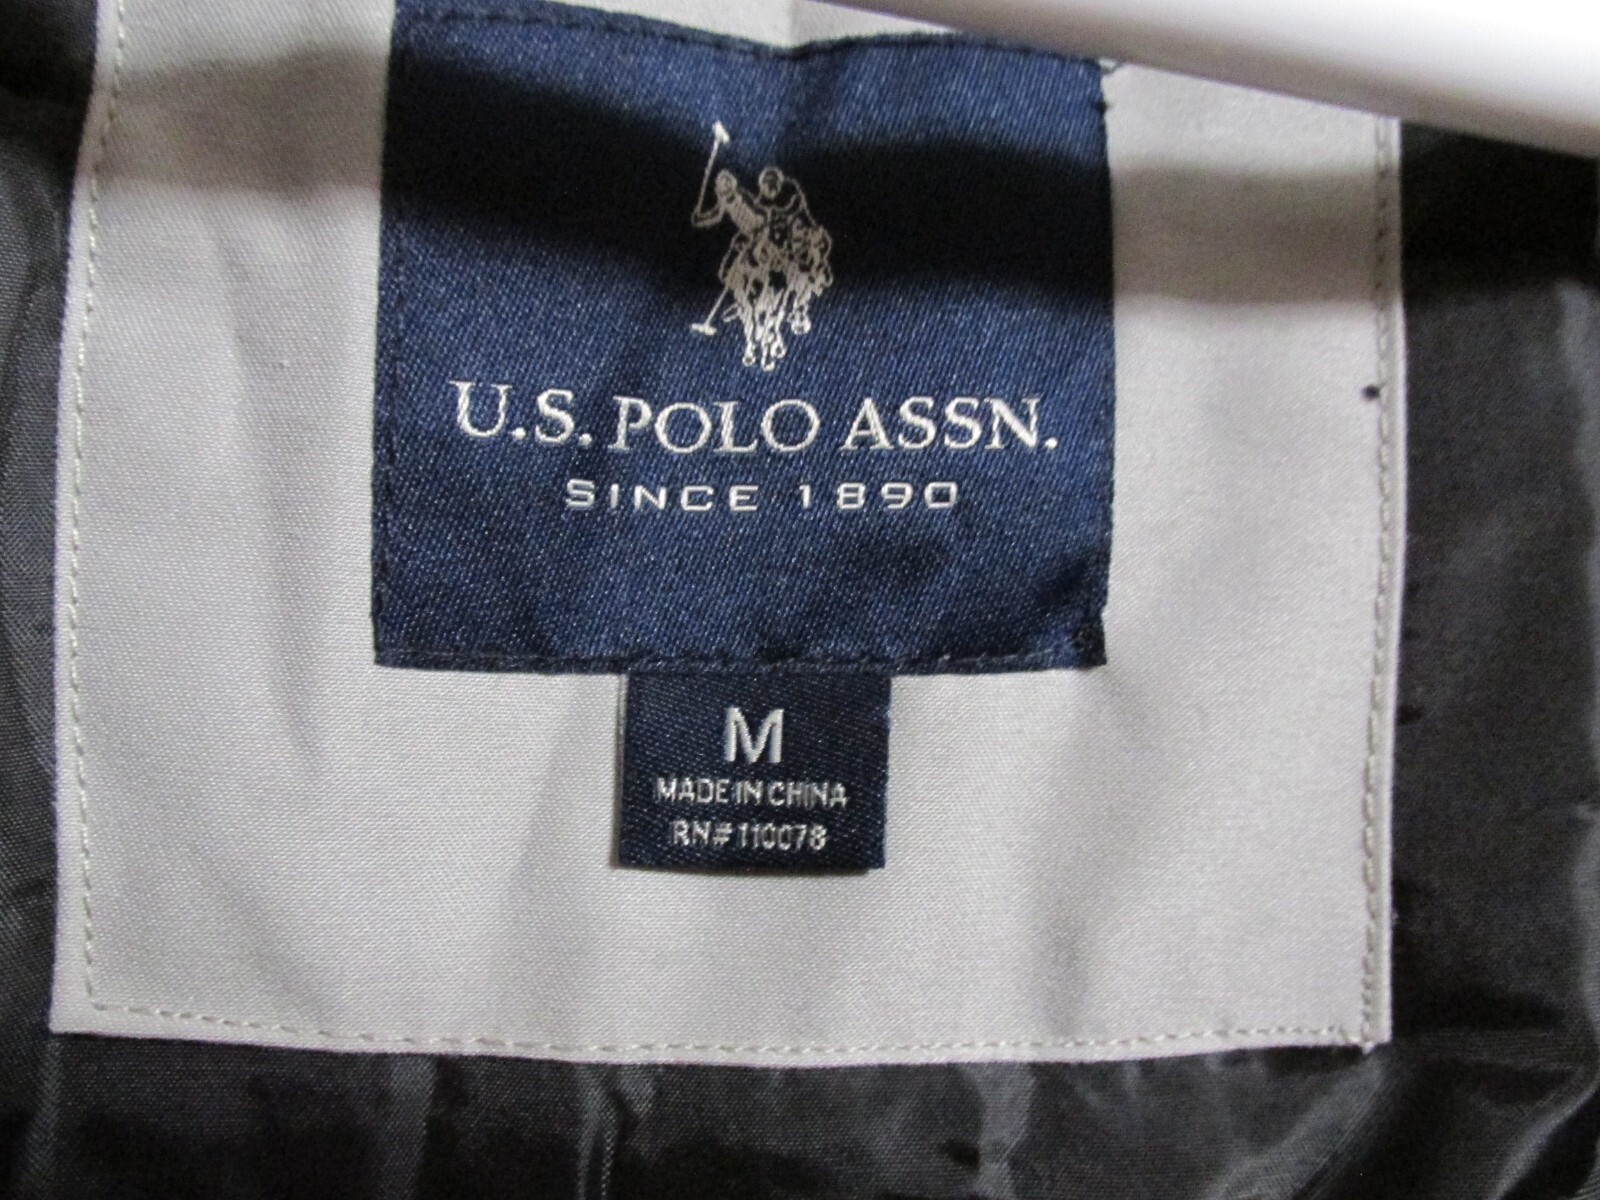 U.S. POLO ASSN.
SINCE 1890
M
MADE IN CHINA
RN# 110078